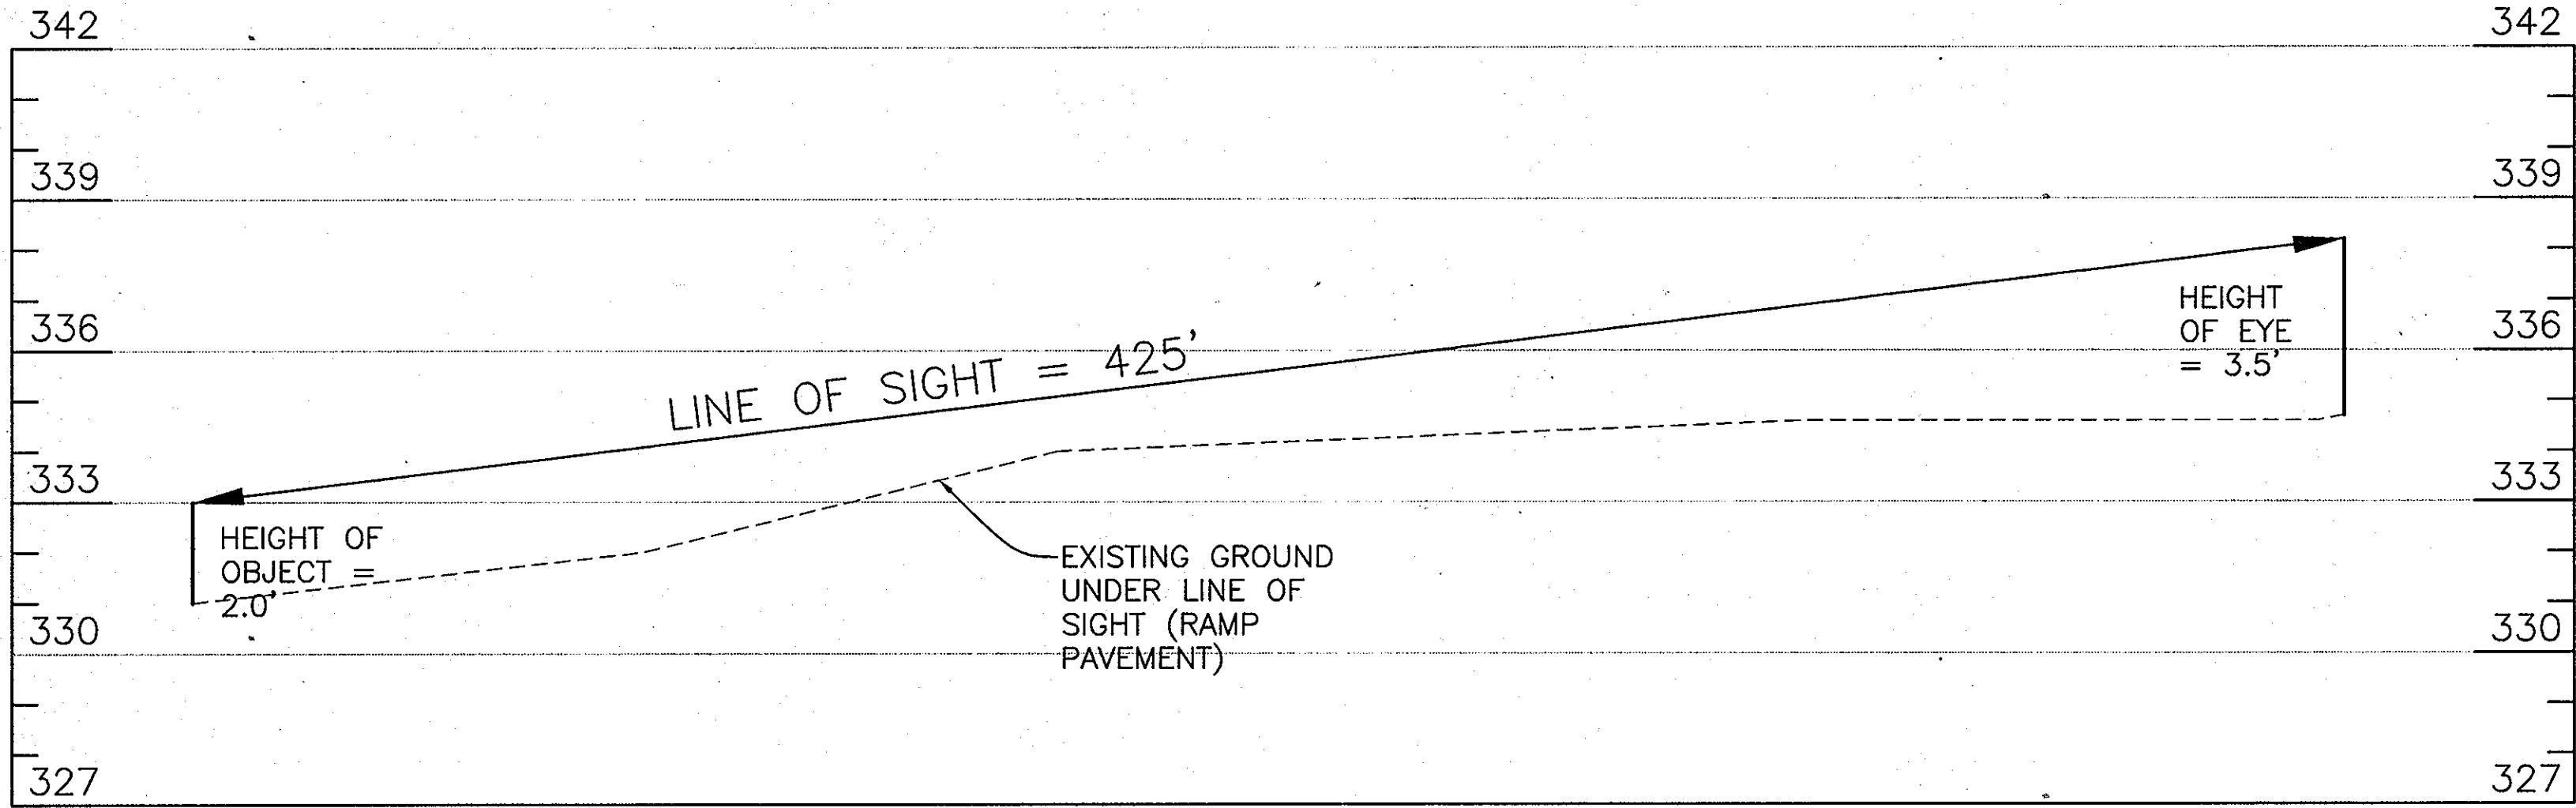 342 342
339 339
336 336
333 333
330 330
327 327
LINE OF SIGHT = 425'
HEIGHT
OF EYE
= 3.5'
HEIGHT OF
OBJECT =
2.0'
EXISTING GROUND
UNDER LINE OF
SIGHT (RAMP
PAVEMENT)